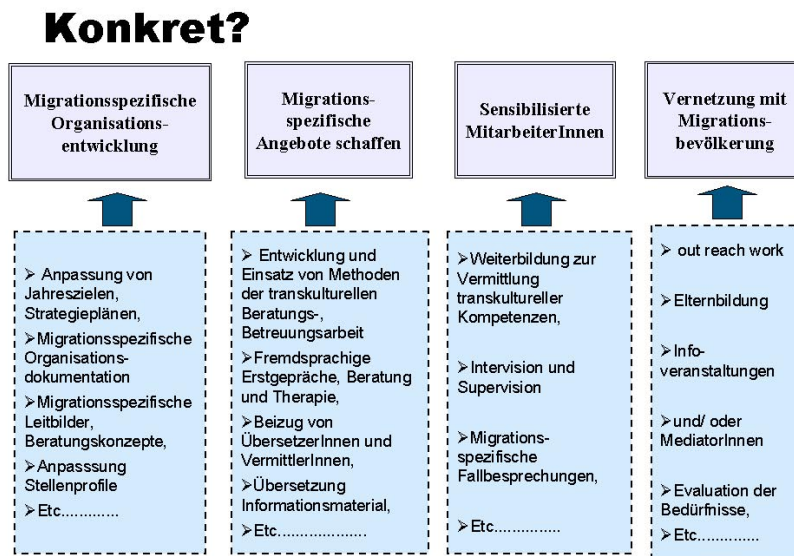 Konkret?
Migrationsspezifische
Organisations-
entwicklung
➢ Anpassung von
Jahreszielen,
Strategieplänen,
➢Migrationsspezifische
Organisations-
dokumentation
➢Migrationsspezifische
Leitbilder,
Beratungskonzepte,
➢Anpasssung
Stellenprofile
➢Etc.............
Migrations-
spezifische
Angebote schaffen
➢ Entwicklung und
Einsatz von Methoden
der transkulturellen
Beratungs-,
Betreuungsarbeit
➢Fremdsprachige
Erstgepräche, Beratung
und Therapie,
➢ Beizug von
ÜbersetzerInnen und
VermittlerInnen,
➢Übersetzung
Informationsmaterial,
➢Etc....................
Sensibilisierte
MitarbeiterInnen
➢Weiterbildung zur
Vermittlung
transkultureller
Kompetenzen,
➢Intervision und
Supervision
➢Migrations-
spezifische
Fallbesprechungen,
➢Etc...............
Vernetzung mit
Migrations-
bevölkerung
➢ out reach work
➢Elternbildung
➢Info-
veranstaltungen
➢und/ oder
MediatorInnen
➢Evaluation der
Bedürfnisse,
➢Etc.............